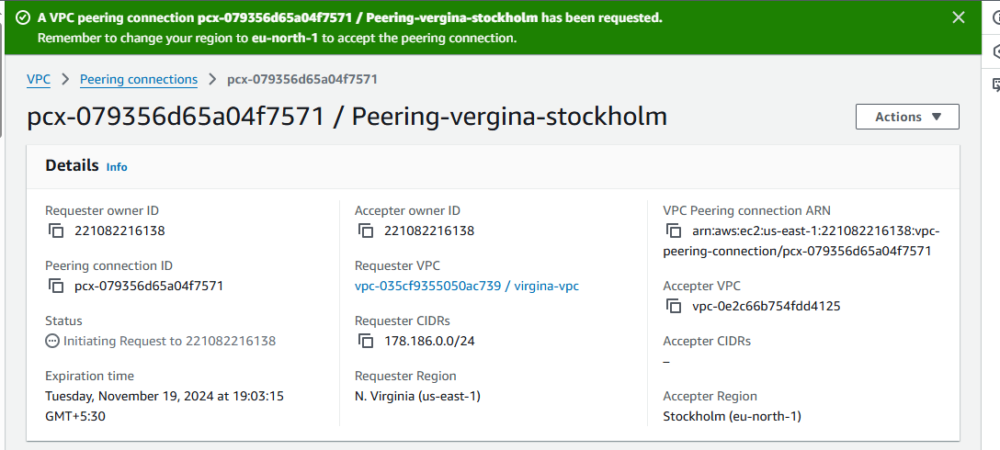 A VPC peering connection pcx-079356d65a04f7571 / Peering-vergina-stockholm has been requested.
Remember to change your region to eu-north-1 to accept the peering connection.
VPC > Peering connections > pcx-079356d65a04f7571
pcx-079356d65a04f7571 / Peering-vergina-stockholm
Actions
Details Info
Requester owner ID
221082216138
Peering connection ID
pcx-079356d65a04f7571
Status
Initiating Request to 221082216138
Expiration time
Tuesday, November 19, 2024 at 19:03:15
GMT+5:30
Accepter owner ID
221082216138
Requester VPC
vpc-035cf9355050ac739 / virgina-vpc
Requester CIDRs
178.186.0.0/24
Requester Region
N. Virginia (us-east-1)
VPC Peering connection ARN
arn:aws:ec2:us-east-1:221082216138:vpc-
peering-connection/pcx-079356d65a04f7571
Accepter VPC
vpc-0e2c66b754fdd4125
Accepter CIDRs
–
Accepter Region
Stockholm (eu-north-1)